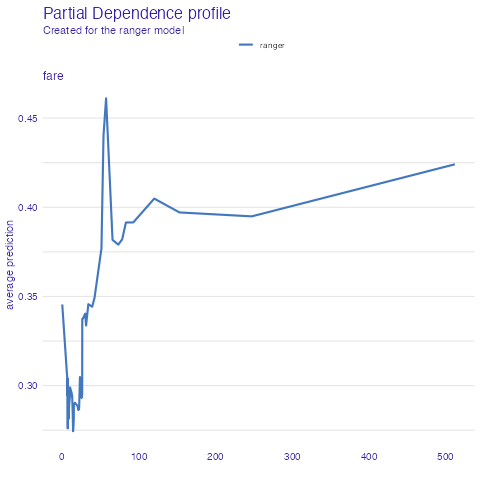 Partial Dependence profile
Created for the ranger model
ranger
fare
average prediction
0.45
0.40
0.35
0.30
0
100
200
300
400
500